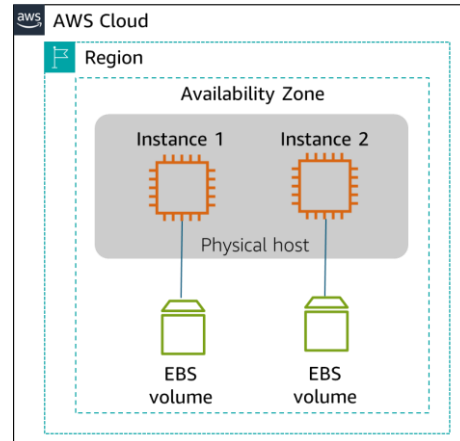 aws
AWS Cloud
Region
Availability Zone
Instance 1
Instance 2
Physical host
EBS
volume
EBS
volume